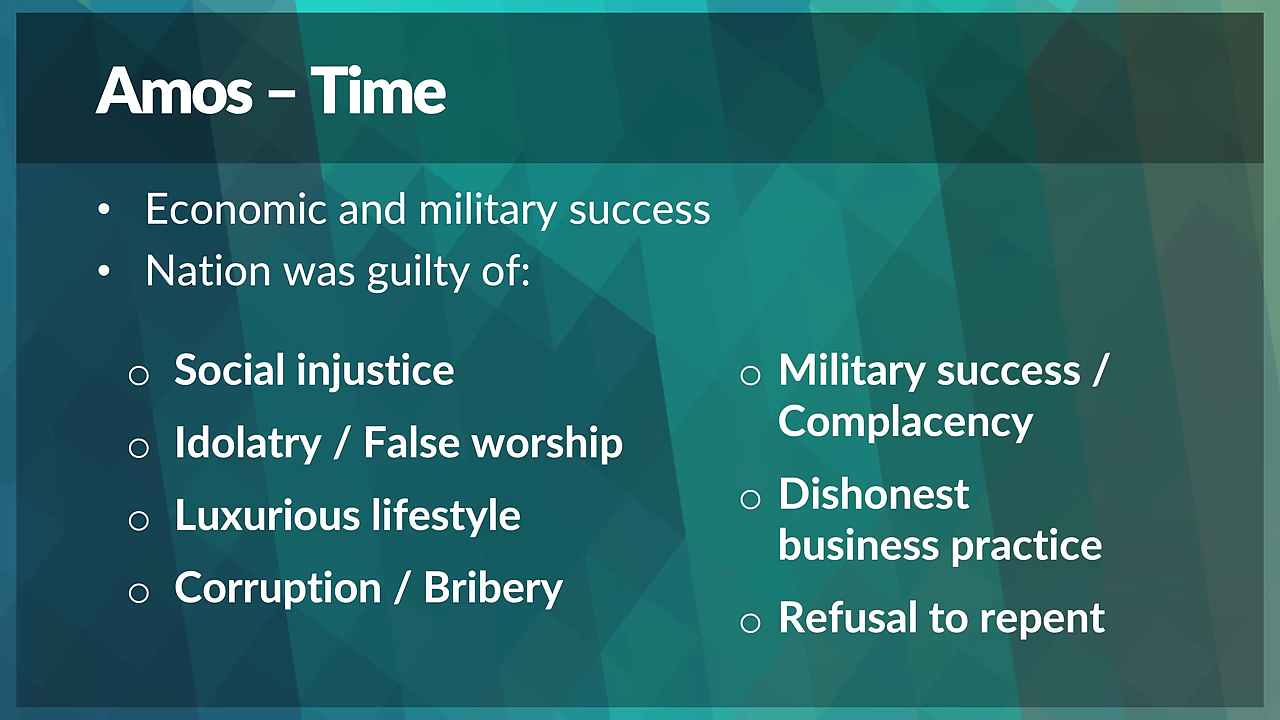 Amos – Time
• Economic and military success
• Nation was guilty of:
o Social injustice
o Idolatry / False worship
o Luxurious lifestyle
o Corruption / Bribery
o Military success /
Complacency
o Dishonest
business practice
o Refusal to repent